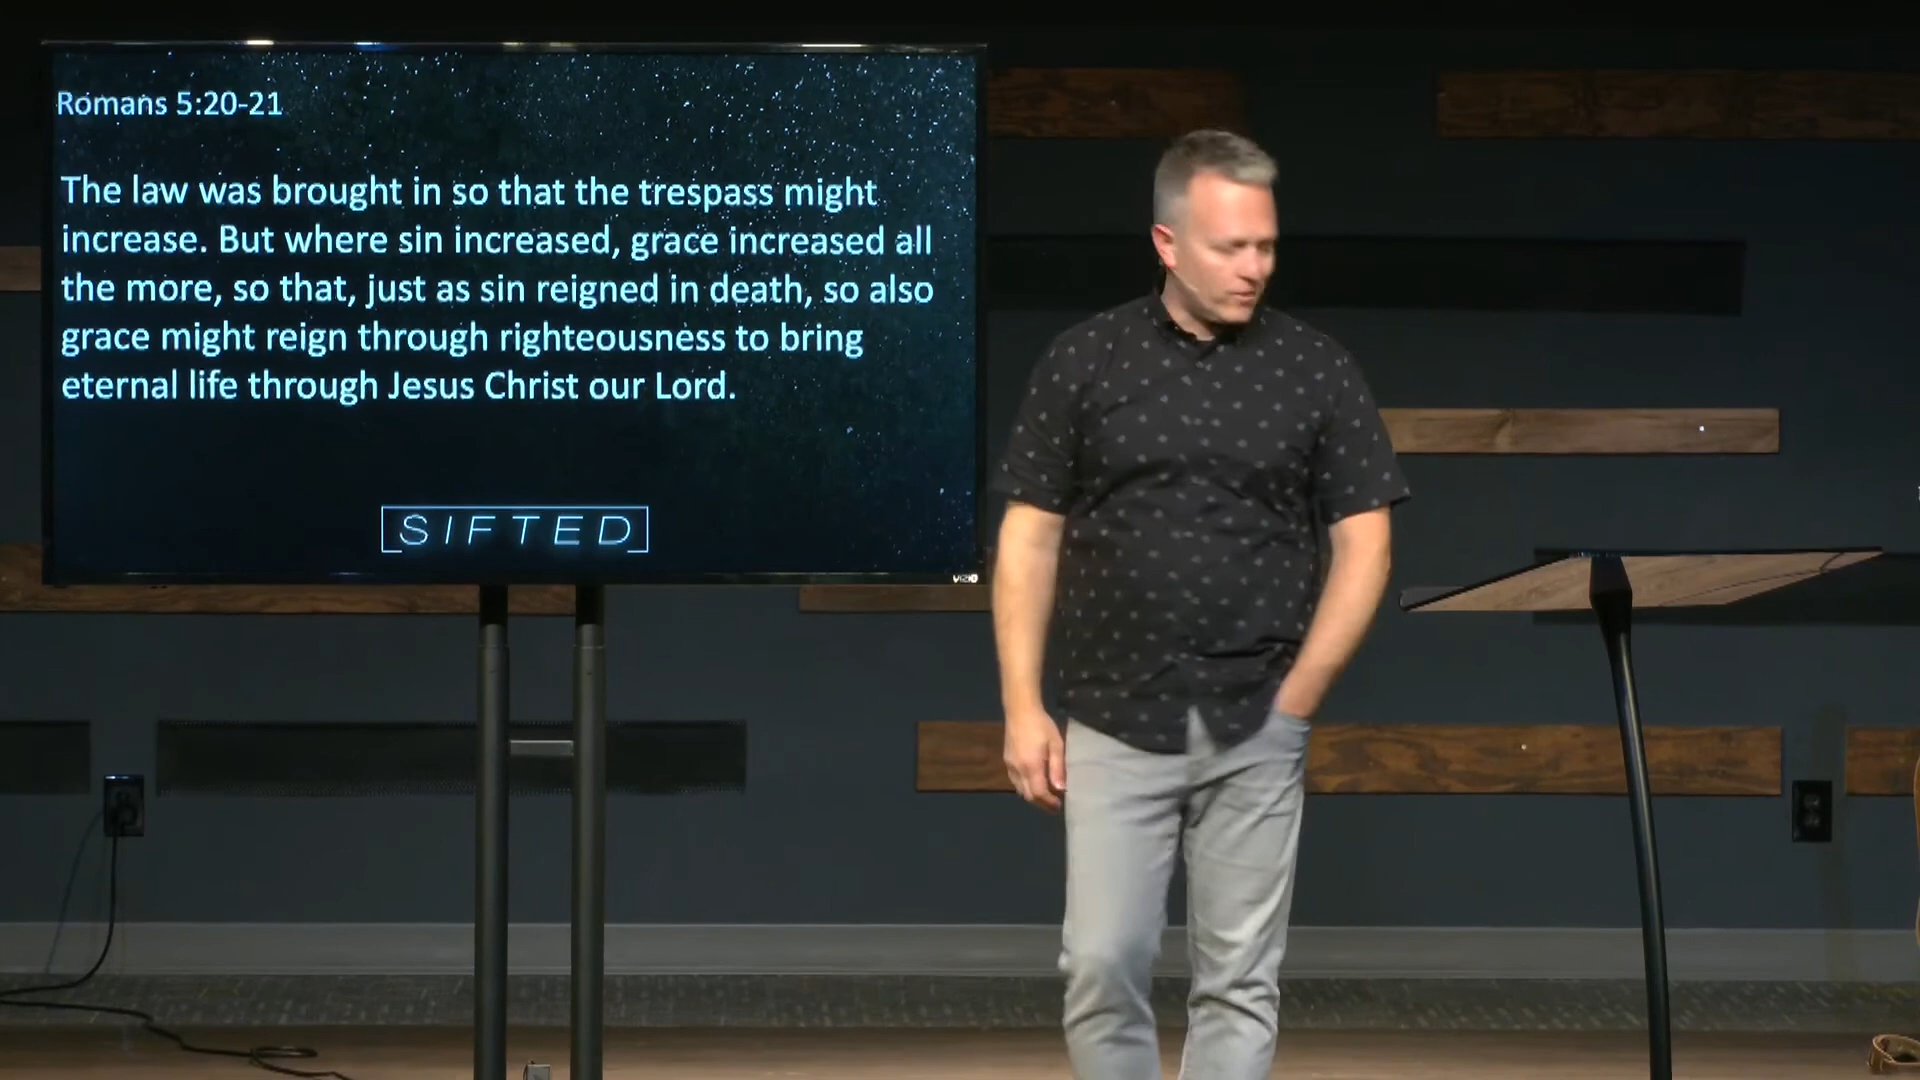 Romans 5:20-21
The law was brought in so that the trespass might
increase. But where sin increased, grace increased all
the more, so that, just as sin reigned in death, so also
grace might reign through righteousness to bring
eternal life through Jesus Christ our Lord.
SIFTED
VIZIO